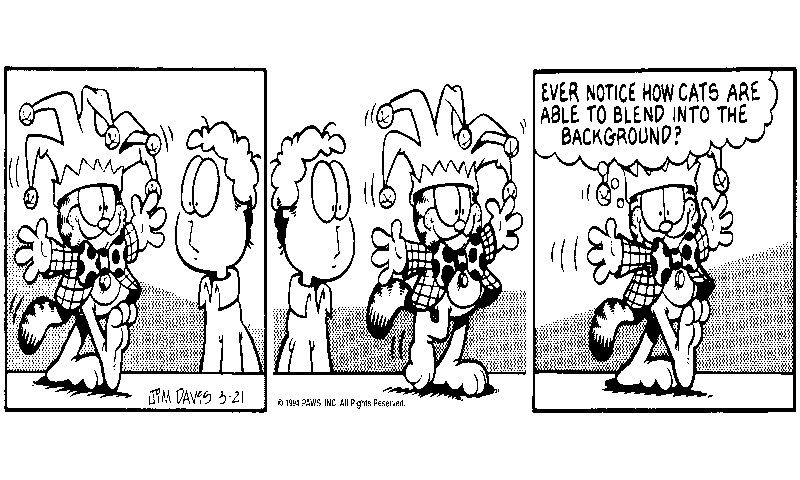 JIM DAVIS 3-21
© 1994 PAWS, INC. All Rights Reserved.
EVER NOTICE HOW CATS ARE
ABLE TO BLEND INTO THE
BACKGROUND?